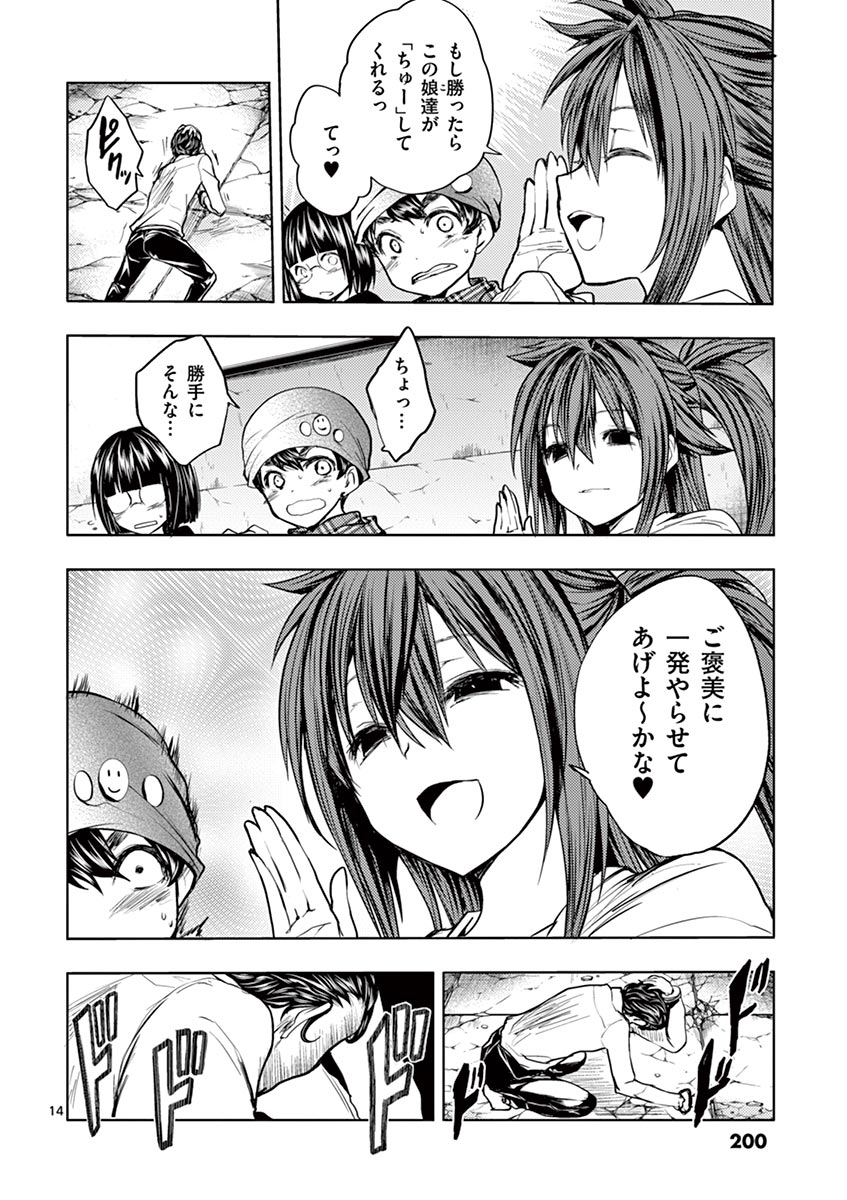 もし勝ったら
この娘達が
こ
「ちゅー」して
くれるっ
てっ♥
ピクッ
ちょっ…
勝手に
そんな…
ご褒美に
一発やらせて
あげよ～かな♥
ドドド
ドドド
14
200